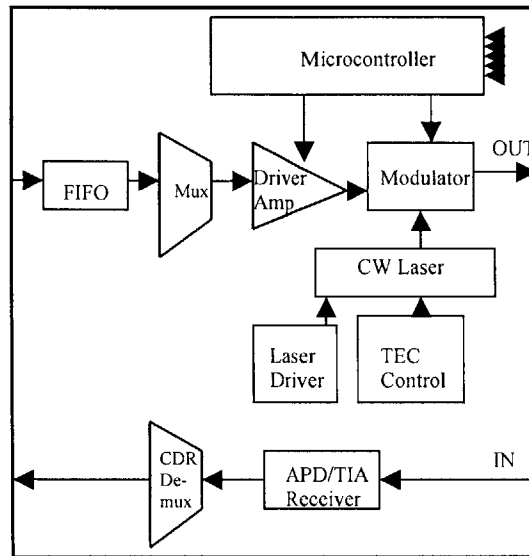 Microcontroller
OUT
FIFO
Mux
Driver
Amp
Modulator
CW Laser
Laser
Driver
TEC
Control
CDR
De-
mux
APD/TIA
Receiver
IN